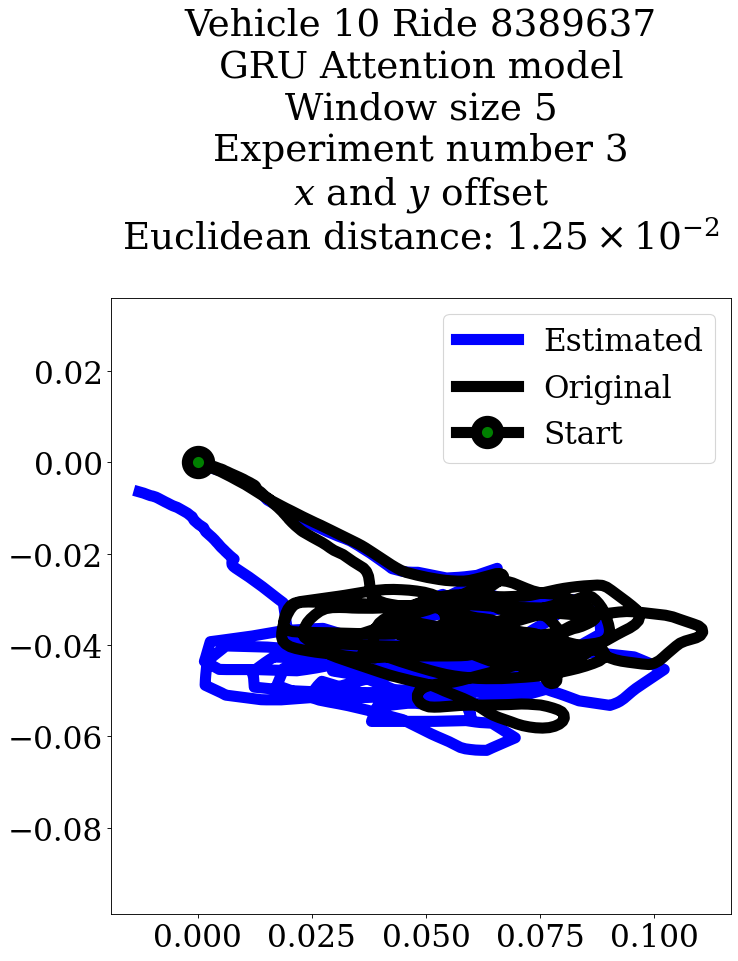 Vehicle 10 Ride 8389637
GRU Attention model
Window size 5
Experiment number 3
x and y offset
Euclidean distance: 1.25 × 10⁻²
Estimated
Original
Start
0.02
0.00
−0.02
−0.04
−0.06
−0.08
0.000 0.025 0.050 0.075 0.100